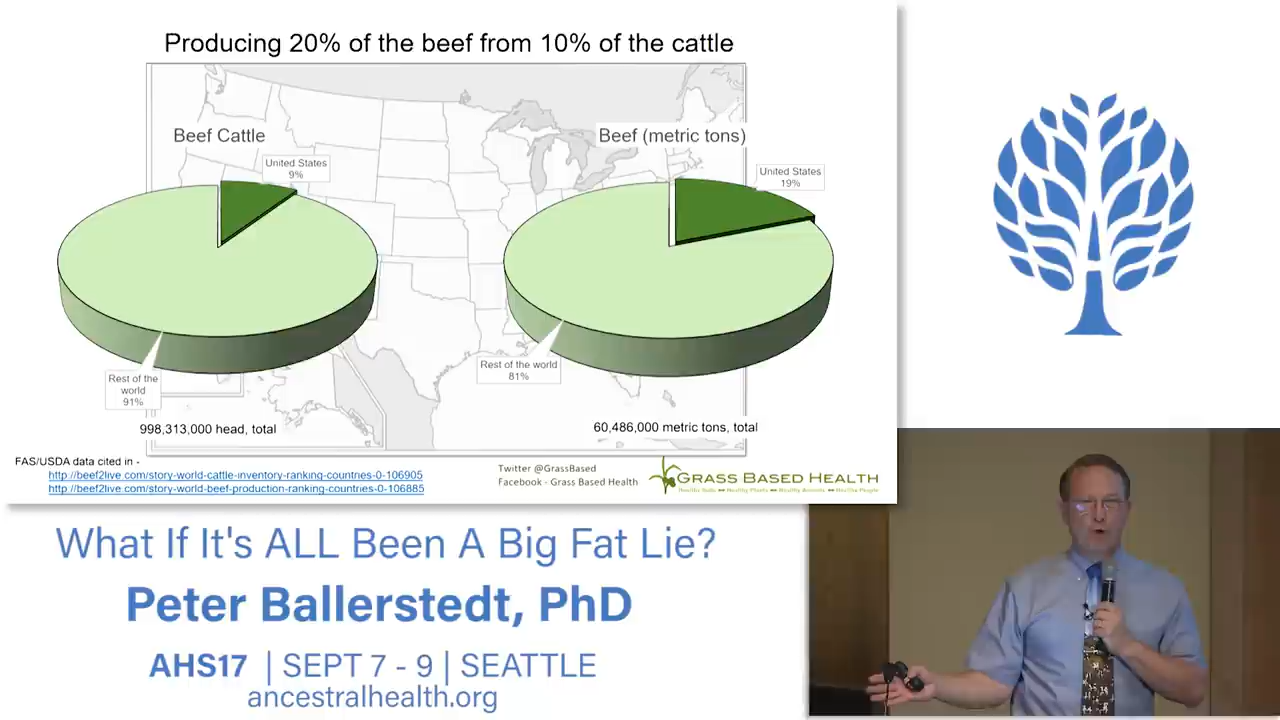 Producing 20% of the beef from 10% of the cattle
Beef Cattle
United States
9%
Rest of the
world
91%
998,313,000 head, total
Beef (metric tons)
United States
19%
Rest of the world
81%
60,486,000 metric tons, total
FAS/USDA data cited in -
http://beef2live.com/story-world-cattle-inventory-ranking-countries-0-106905
http://beef2live.com/story-world-beef-production-ranking-countries-0-106885
Twitter @GrassBased
Facebook - Grass Based Health
GRASS BASED HEALTH
Healthy Soils Healthy Plants Healthy Animals Healthy People
What If It's ALL Been A Big Fat Lie?
Peter Ballerstedt, PhD
AHS17 | SEPT 7 - 9 | SEATTLE
ancestralhealth.org